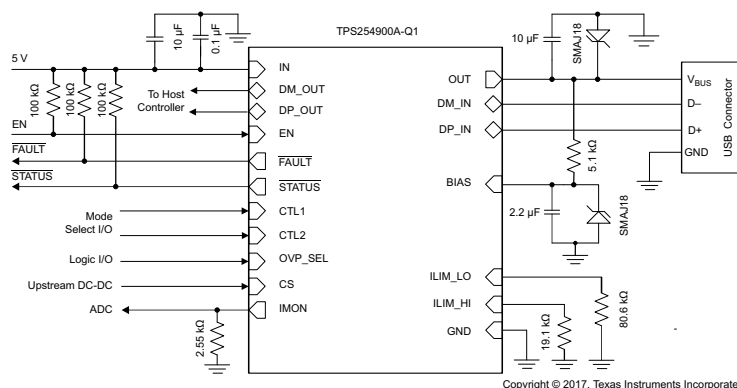 TPS254900A-Q1
10 µF
0.1 µF
10 µF
SMAJ18
5 V
100 kΩ
100 kΩ
100 kΩ
IN
DM_OUT
DP_OUT
EN
FAULT
STATUS
CTL1
CTL2
OVP_SEL
CS
IMON
To Host
Controller
EN
FAULT
STATUS
Mode
Select I/O
Logic I/O
Upstream DC-DC
ADC
2.55 kΩ
OUT
DM_IN
DP_IN
BIAS
ILIM_LO
ILIM_HI
GND
5.1 kΩ
2.2 µF
SMAJ18
19.1 kΩ
80.6 kΩ
VBUS
D–
D+
GND
USB Connector
Copyright © 2017, Texas Instruments Incorporate